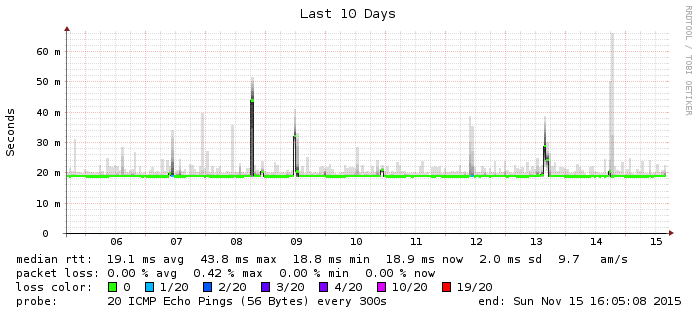 Last 10 Days
RRDTOOL / TOBI OETIKER
Seconds
60 m
50 m
40 m
30 m
20 m
10 m
0
06 07 08 09 10 11 12 13 14 15
median rtt: 19.1 ms avg 43.8 ms max 18.8 ms min 18.9 ms now 2.0 ms sd 9.7 am/s
packet loss: 0.00 % avg 0.42 % max 0.00 % min 0.00 % now
loss color: 0 1/20 2/20 3/20 4/20 10/20 19/20
probe: 20 ICMP Echo Pings (56 Bytes) every 300s end: Sun Nov 15 16:05:08 2015